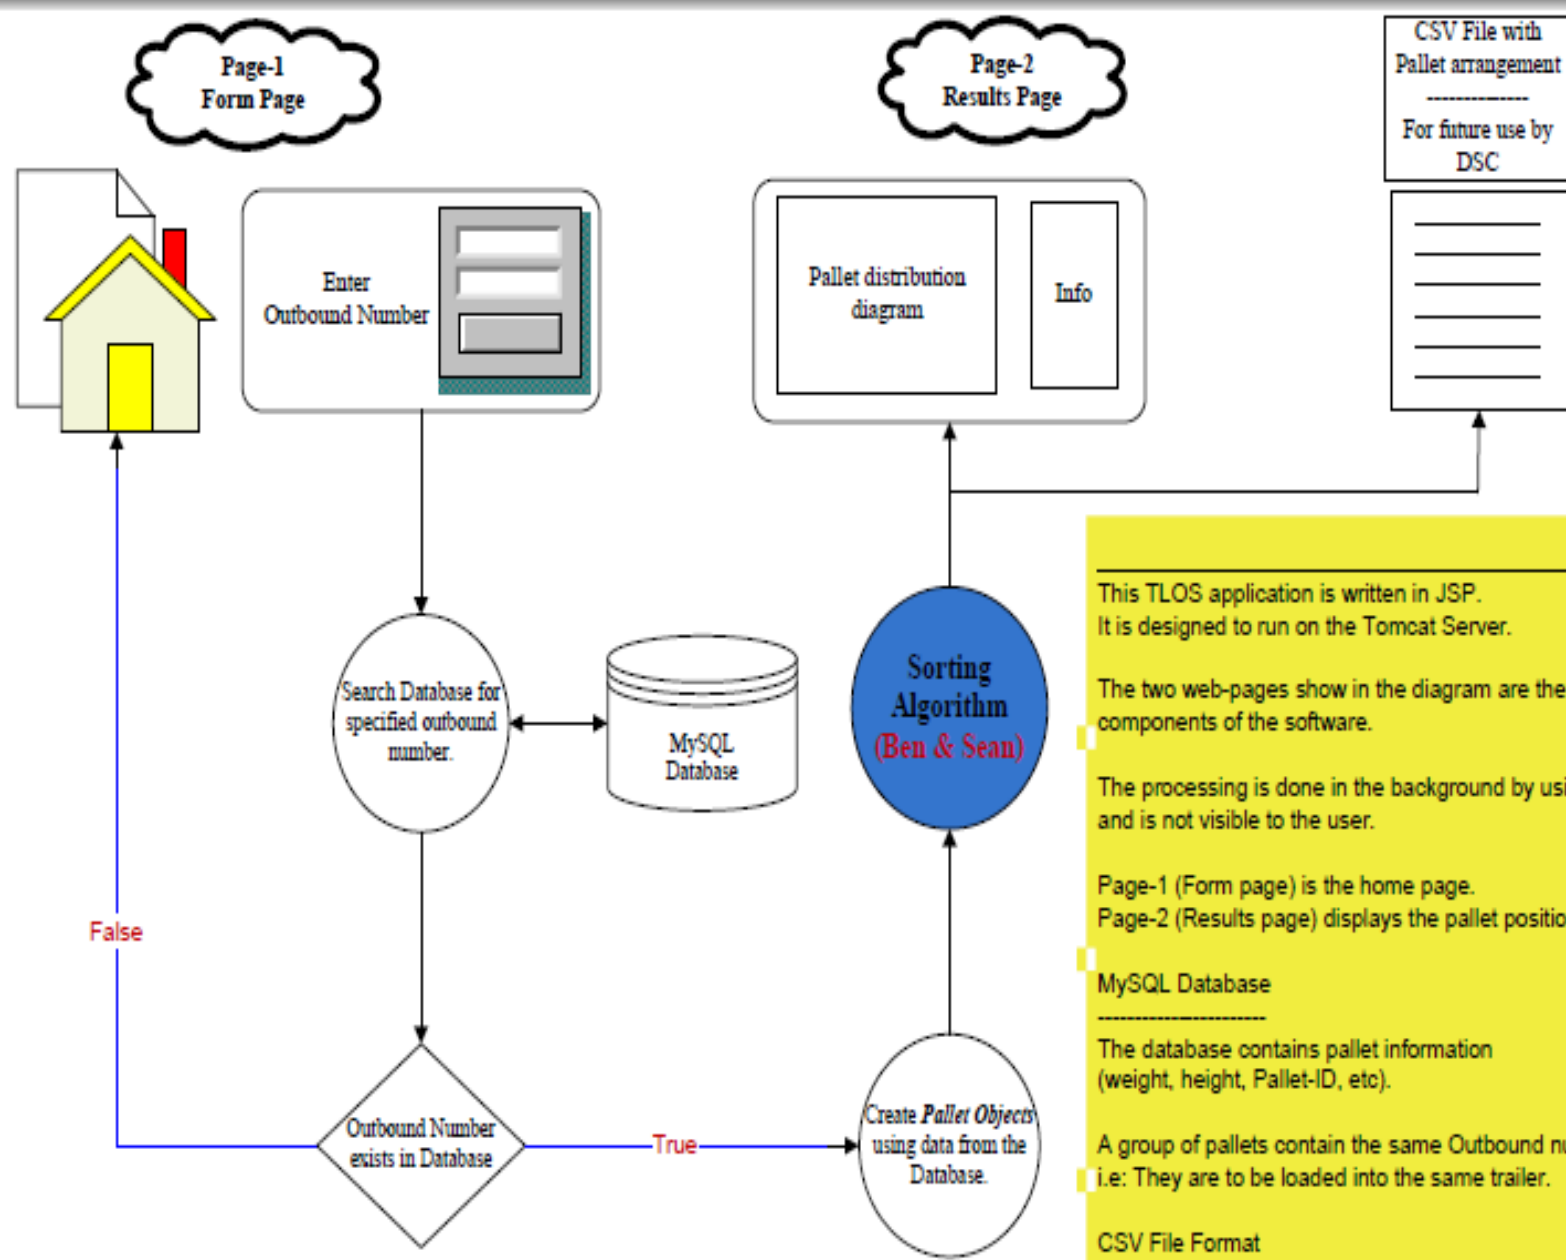 Page-1
Form Page
Page-2
Results Page
CSV File with
Pallet arrangement
--------------
For future use by
DSC
Enter
Outbound Number
Pallet distribution
diagram
Info
Search Database for
specified outbound
number.
MySQL
Database
Sorting
Algorithm
(Ben & Sean)
False
Outbound Number
exists in Database
True
Create Pallet Objects
using data from the
Database.
This TLOS application is written in JSP.
It is designed to run on the Tomcat Server.
The two web-pages show in the diagram are the
components of the software.
The processing is done in the background by
and is not visible to the user.
Page-1 (Form page) is the home page.
Page-2 (Results page) displays the pallet
MySQL Database
-----------------------
The database contains pallet information
(weight, height, Pallet-ID, etc).
A group of pallets contain the same Outbound
i.e: They are to be loaded into the same trailer.
CSV File Format